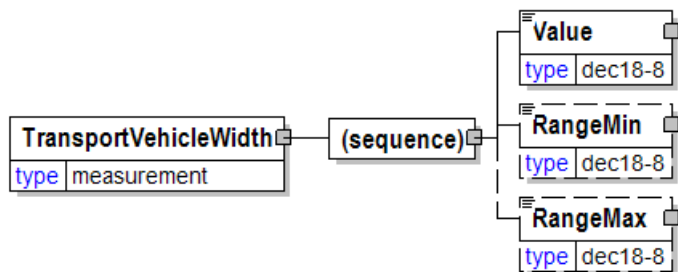 Value
type dec18-8
TransportVehicleWidth
type measurement
(sequence)
RangeMin
type dec18-8
RangeMax
type dec18-8